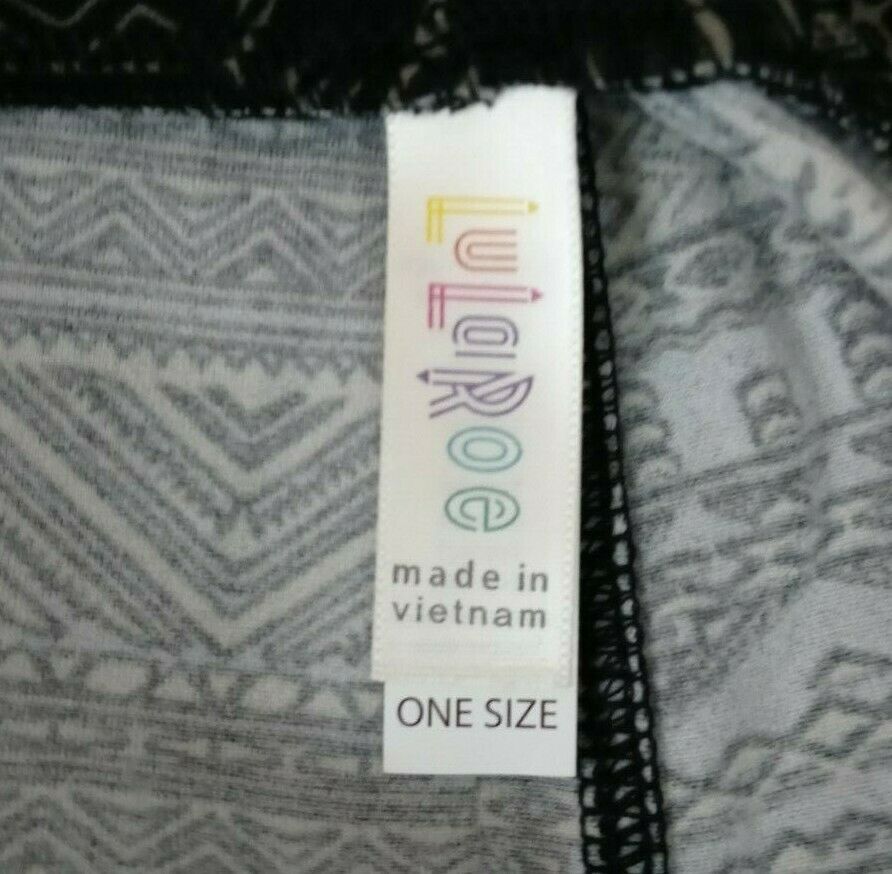 LuLaRoe
made in
vietnam
ONE SIZE